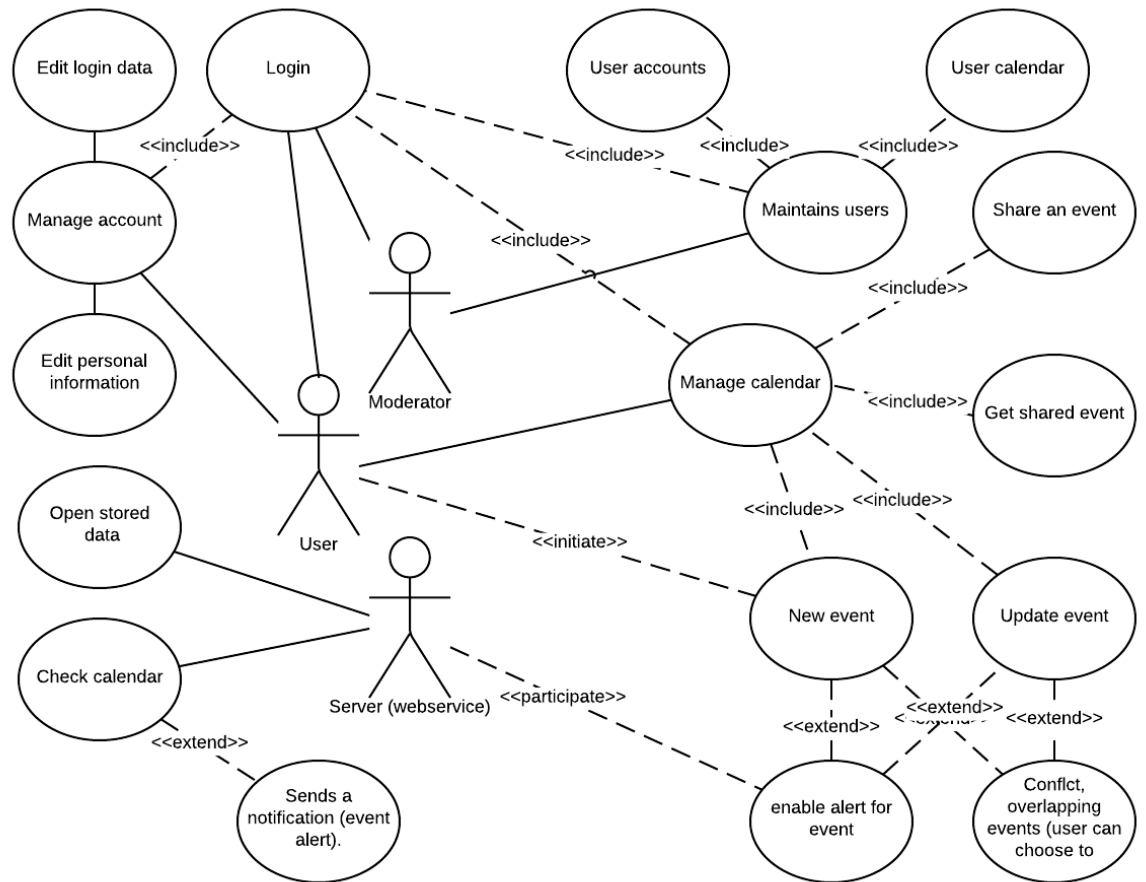 Edit login data
Login
User accounts
User calendar
<<include>>
<<include>>
<<include>
<<include>>
Manage account
Maintains users
Share an event
<<include>>
<<include>>
Edit personal
information
Moderator
Manage calendar
<<include>>
Get shared event
Open stored
data
User
<<include>>
<<include>>
<<initiate>>
New event
Update event
Check calendar
Server (webservice)
<<participate>>
<<extend>>
<<extend>>
<<extend>>
<<extend>>
<<extend>>
Sends a
notification (event
alert).
enable alert for
event
Conflct,
overlapping
events (user can
choose to